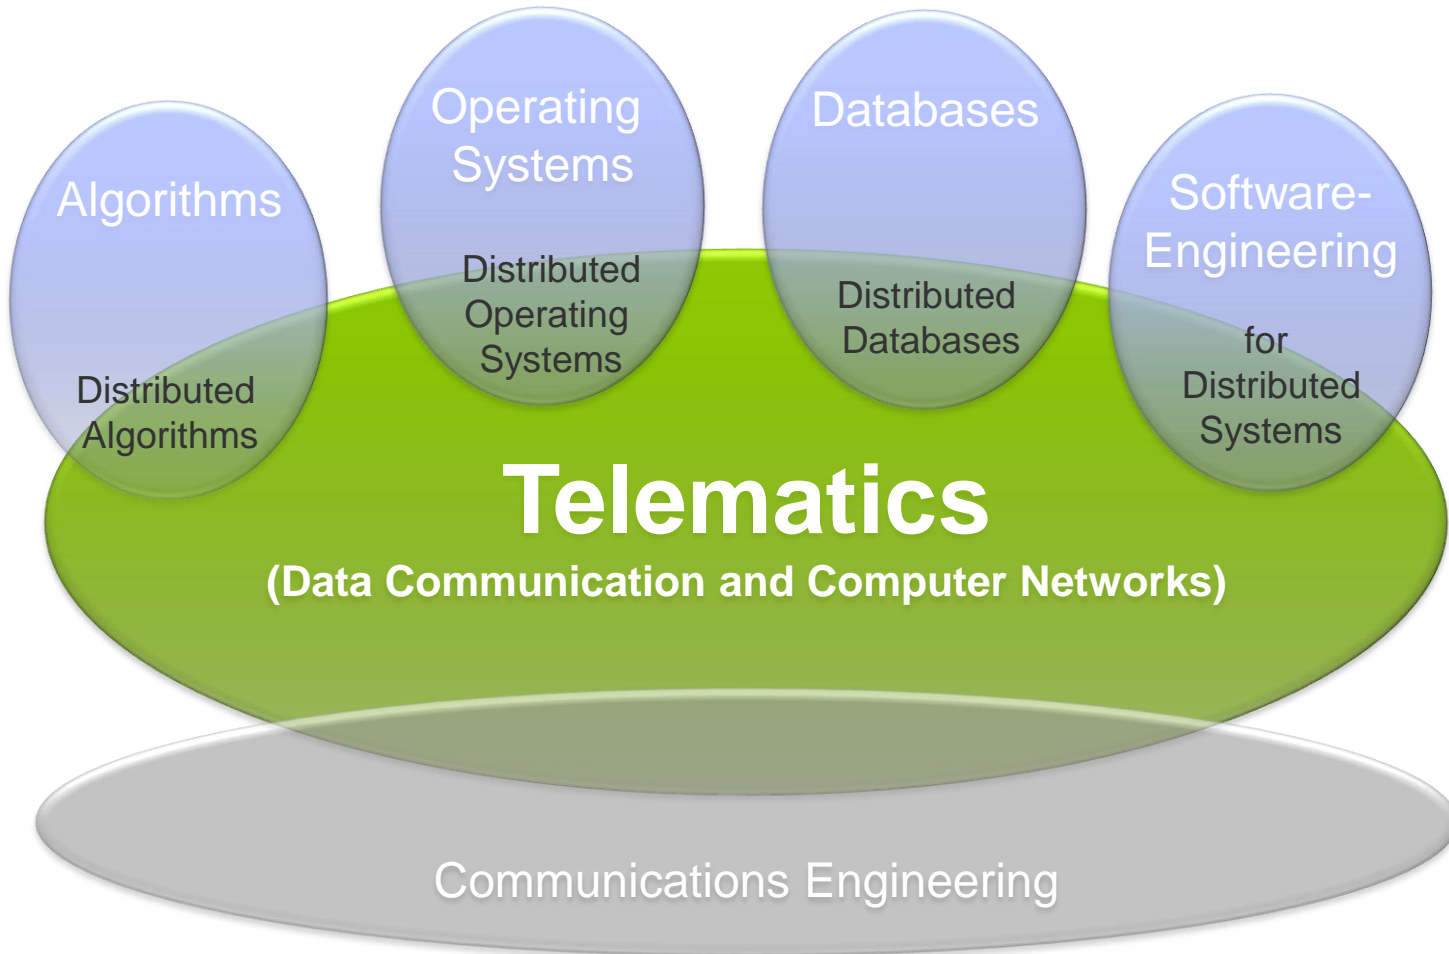 Algorithms
Distributed
Algorithms
Operating
Systems
Distributed
Operating
Systems
Databases
Distributed
Databases
Software-
Engineering
for
Distributed
Systems
Telematics
(Data Communication and Computer Networks)
Communications Engineering